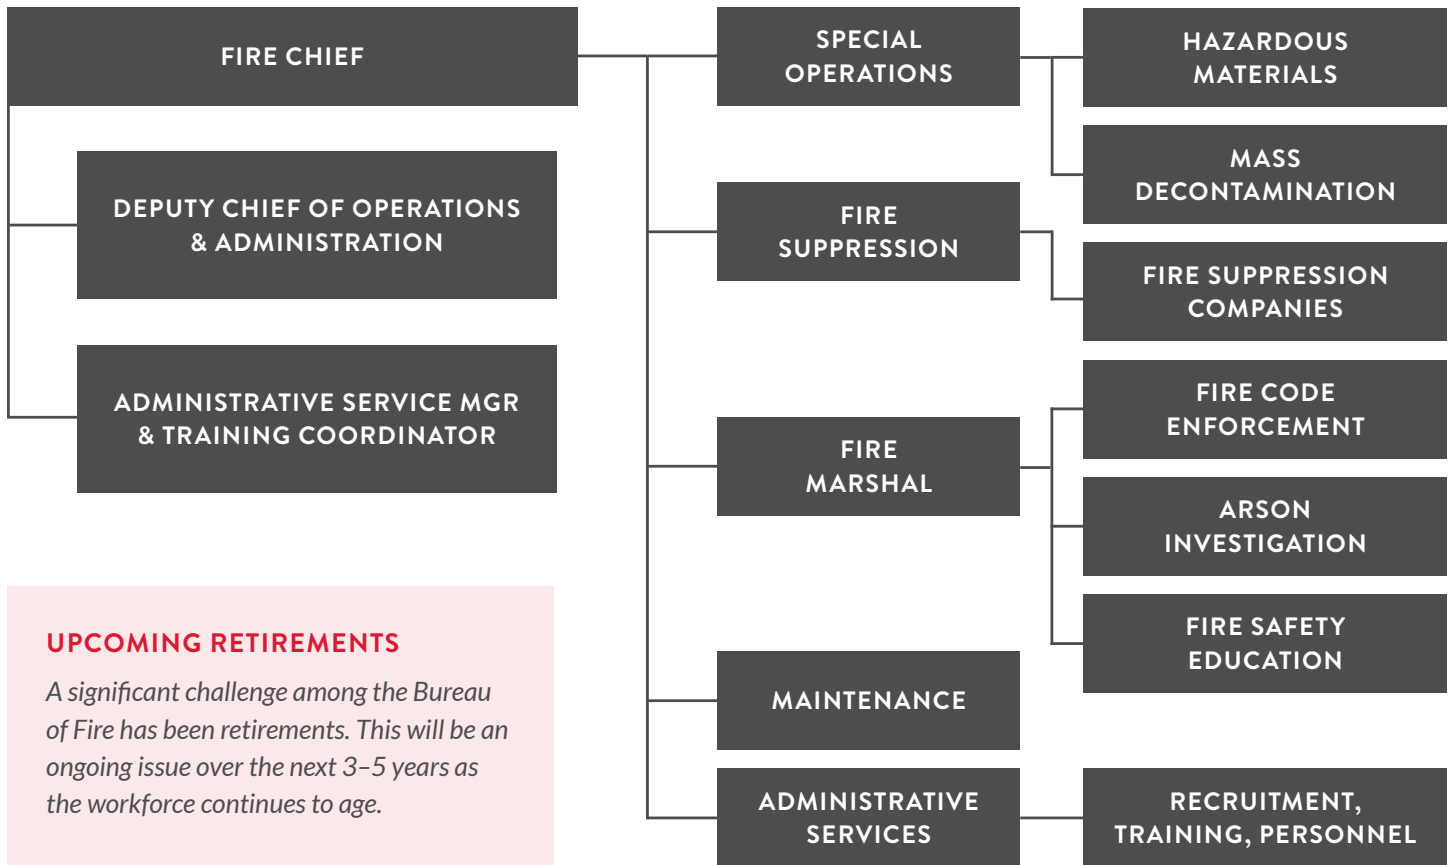 FIRE CHIEF
DEPUTY CHIEF OF OPERATIONS
& ADMINISTRATION
ADMINISTRATIVE SERVICE MGR
& TRAINING COORDINATOR
UPCOMING RETIREMENTS
A significant challenge among the Bureau
of Fire has been retirements. This will be an
ongoing issue over the next 3–5 years as
the workforce continues to age.
SPECIAL
OPERATIONS
HAZARDOUS
MATERIALS
MASS
DECONTAMINATION
FIRE
SUPPRESSION
FIRE SUPPRESSION
COMPANIES
FIRE
MARSHAL
FIRE CODE
ENFORCEMENT
ARSON
INVESTIGATION
FIRE SAFETY
EDUCATION
MAINTENANCE
ADMINISTRATIVE
SERVICES
RECRUITMENT,
TRAINING, PERSONNEL